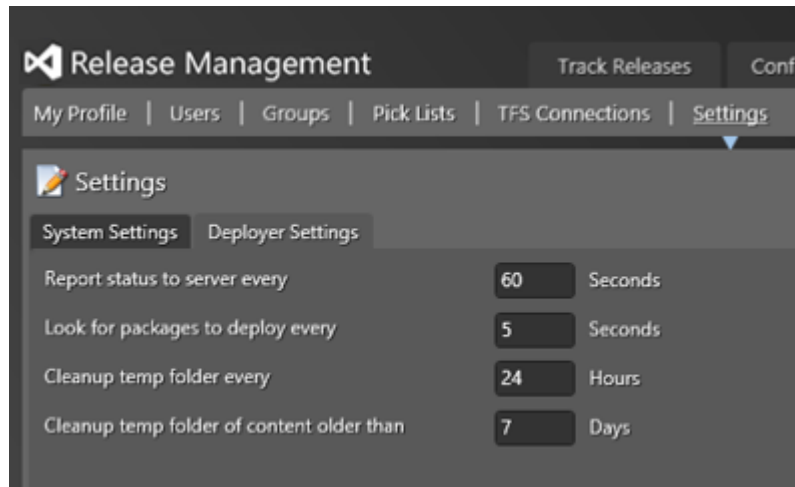 Release Management
Track Releases
Conf
My Profile | Users | Groups | Pick Lists | TFS Connections | Settings
Settings
System Settings
Deployer Settings
Report status to server every 60 Seconds
Look for packages to deploy every 5 Seconds
Cleanup temp folder every 24 Hours
Cleanup temp folder of content older than 7 Days